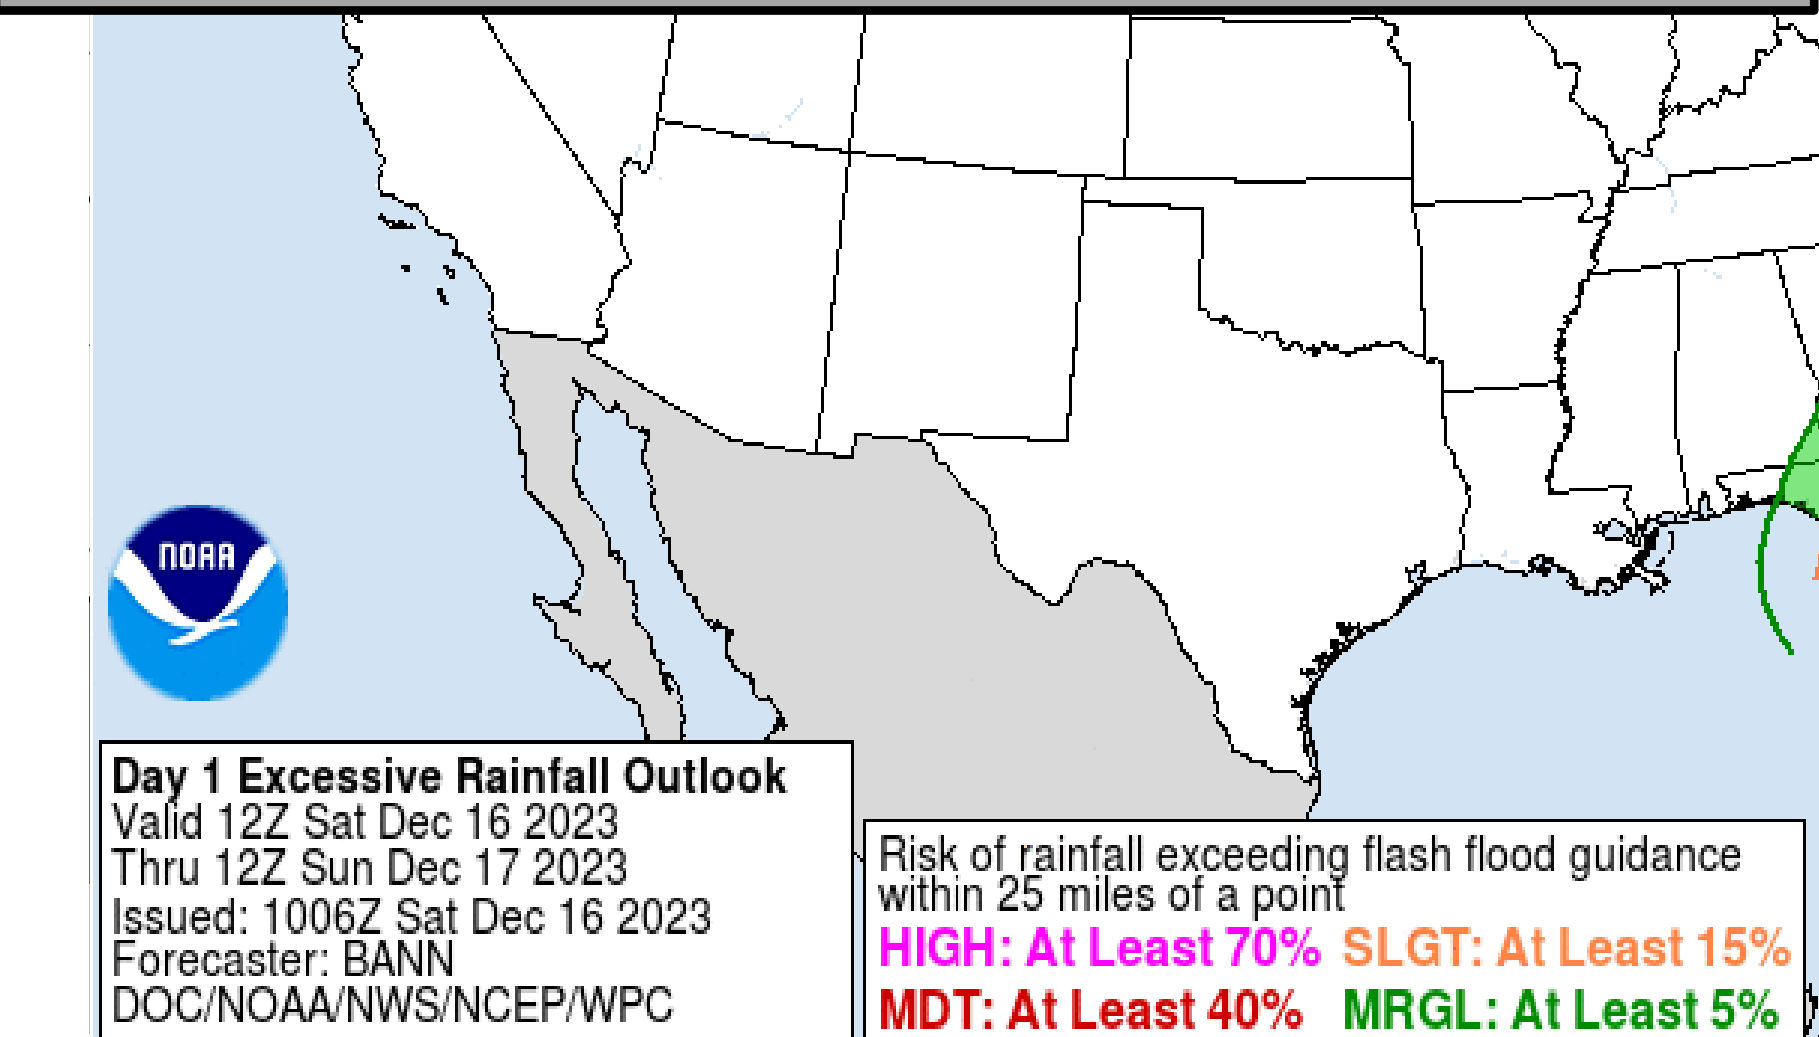 NOAA
Day 1 Excessive Rainfall Outlook
Valid 12Z Sat Dec 16 2023
Thru 12Z Sun Dec 17 2023
Issued: 1006Z Sat Dec 16 2023
Forecaster: BANN
DOC/NOAA/NWS/NCEP/WPC
Risk of rainfall exceeding flash flood guidance
within 25 miles of a point
HIGH: At Least 70% SLGT: At Least 15%
MDT: At Least 40% MRGL: At Least 5%